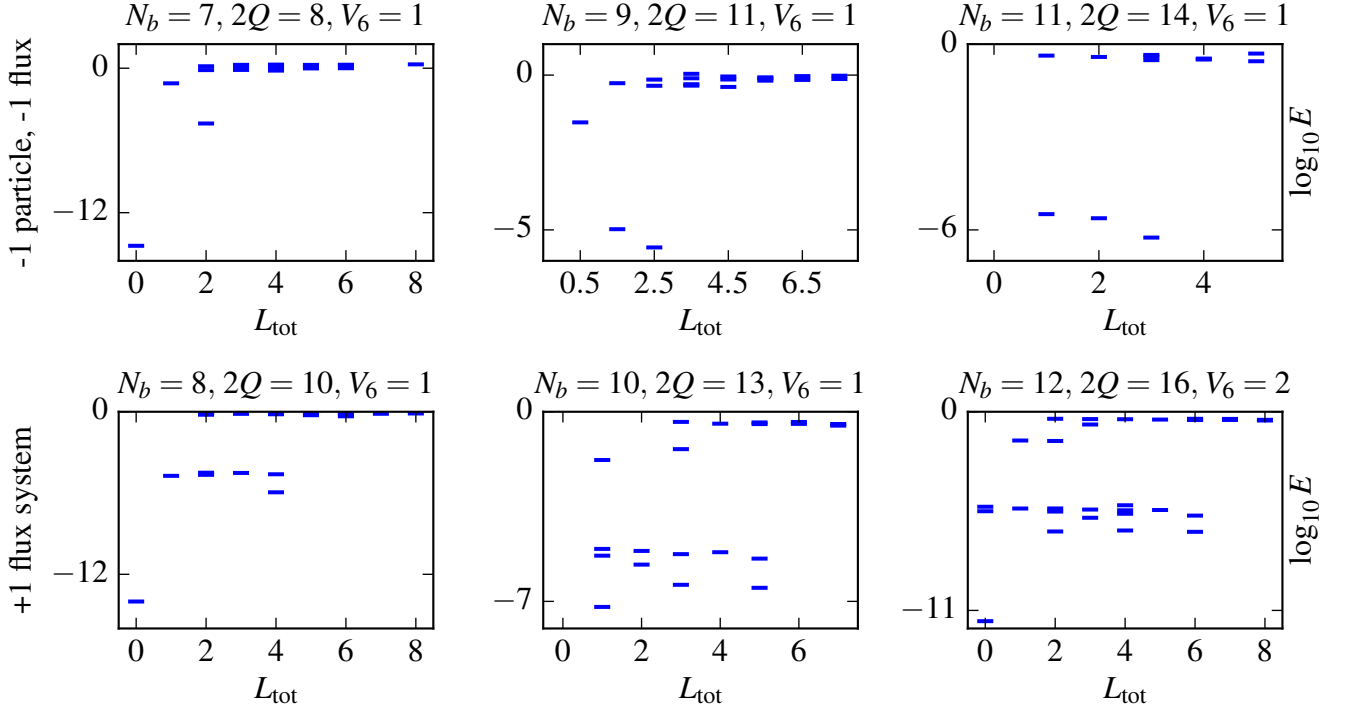 N_b = 7, 2Q = 8, V_6 = 1
N_b = 9, 2Q = 11, V_6 = 1
N_b = 11, 2Q = 14, V_6 = 1
-1 particle, -1 flux
0
−12
0 2 4 6 8
L_tot
0
−5
0.5 2.5 4.5 6.5
L_tot
0
−6
0 2 4
L_tot
log_10 E
N_b = 8, 2Q = 10, V_6 = 1
N_b = 10, 2Q = 13, V_6 = 1
N_b = 12, 2Q = 16, V_6 = 2
+1 flux system
0
−12
0 2 4 6 8
L_tot
0
−7
0 2 4 6
L_tot
0
−11
0 2 4 6 8
L_tot
log_10 E